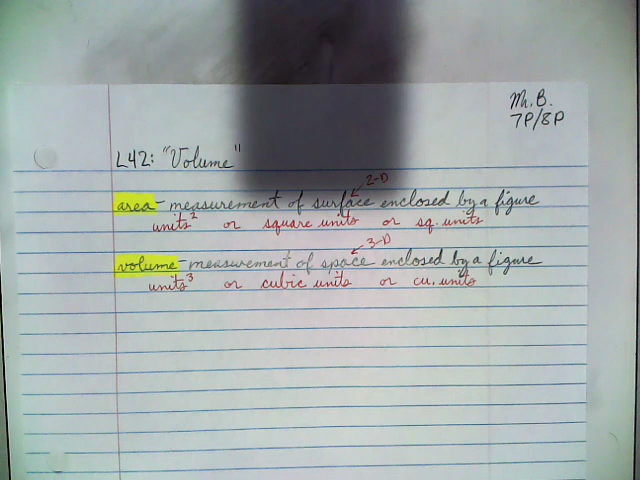 Mr. B.
7P/8P
L42: "Volume"
2-D
area - measurement of surface enclosed by a figure
units² or square units or sq. units
3-D
volume - measurement of space enclosed by a figure
units³ or cubic units or cu. units